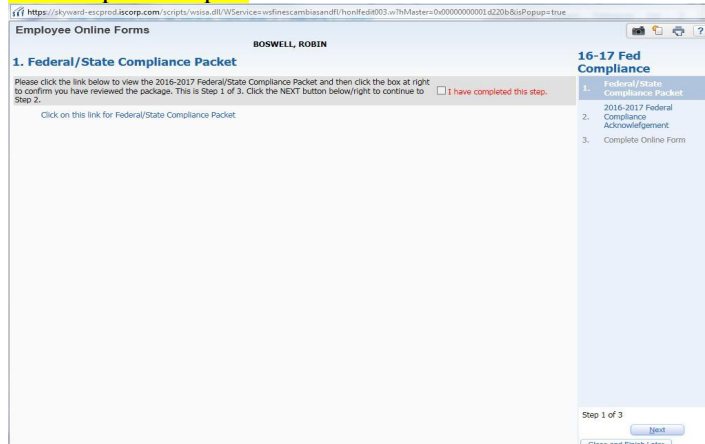 https://skyward-escprod.iscorp.com/scripts/wsisa.dll/WService=wsfinescambiasandfl/honlfedit003.w?hMaster=0x00000000001d220b&isPopup=true
Employee Online Forms
BOSWELL, ROBIN
1. Federal/State Compliance Packet
Please click the link below to view the 2016-2017 Federal/State Compliance Packet and then click the box at right
to confirm you have reviewed the package. This is Step 1 of 3. Click the NEXT button below/right to continue to
Step 2.
I have completed this step.
Click on this link for Federal/State Compliance Packet
?
16-17 Fed
Compliance
1. Federal/State
Compliance Packet
2. 2016-2017 Federal
Compliance
Acknowlefgement
3. Complete Online Form
Step 1 of 3
Next
Close and Finish Later